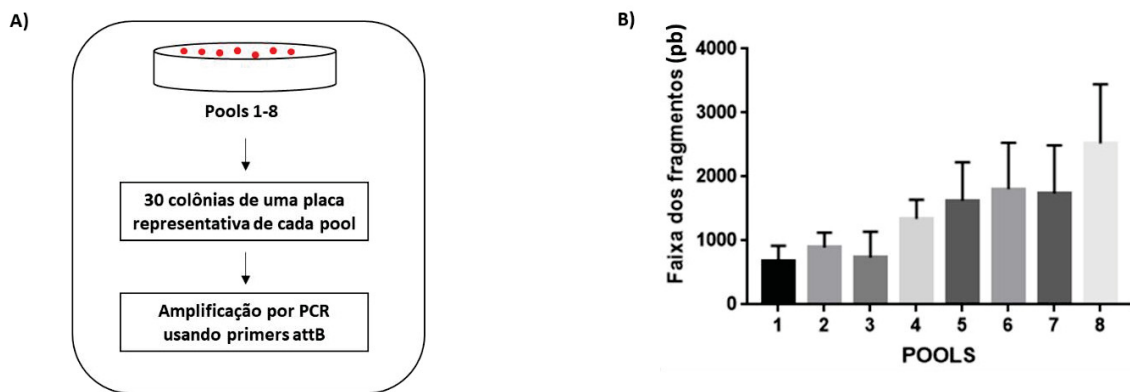 A)
Pools 1-8
30 colônias de uma placa
representativa de cada pool
Amplificação por PCR
usando primers attB
B)
Faixa dos fragmentos (pb)
4000
3000
2000
1000
0
1 2 3 4 5 6 7 8
POOLS